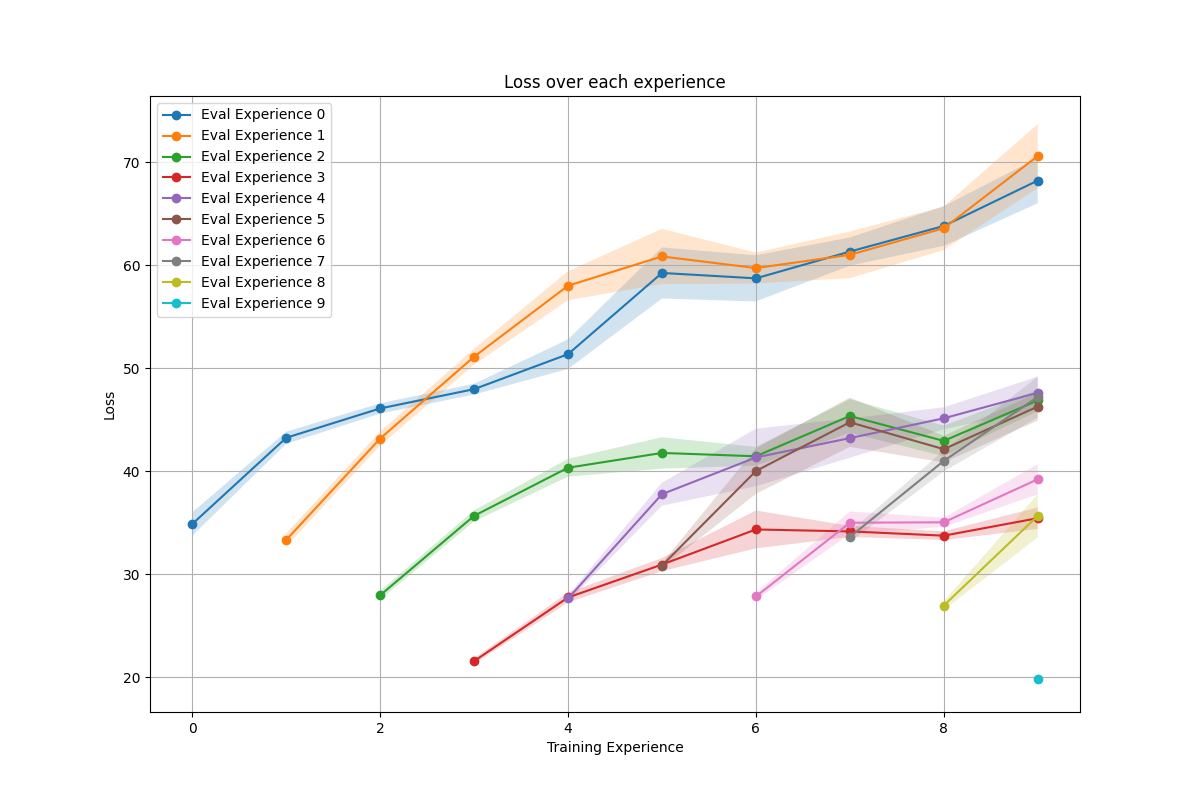 Loss over each experience
Eval Experience 0
Eval Experience 1
Eval Experience 2
Eval Experience 3
Eval Experience 4
Eval Experience 5
Eval Experience 6
Eval Experience 7
Eval Experience 8
Eval Experience 9
70
60
50
40
30
20
Loss
0 2 4 6 8
Training Experience